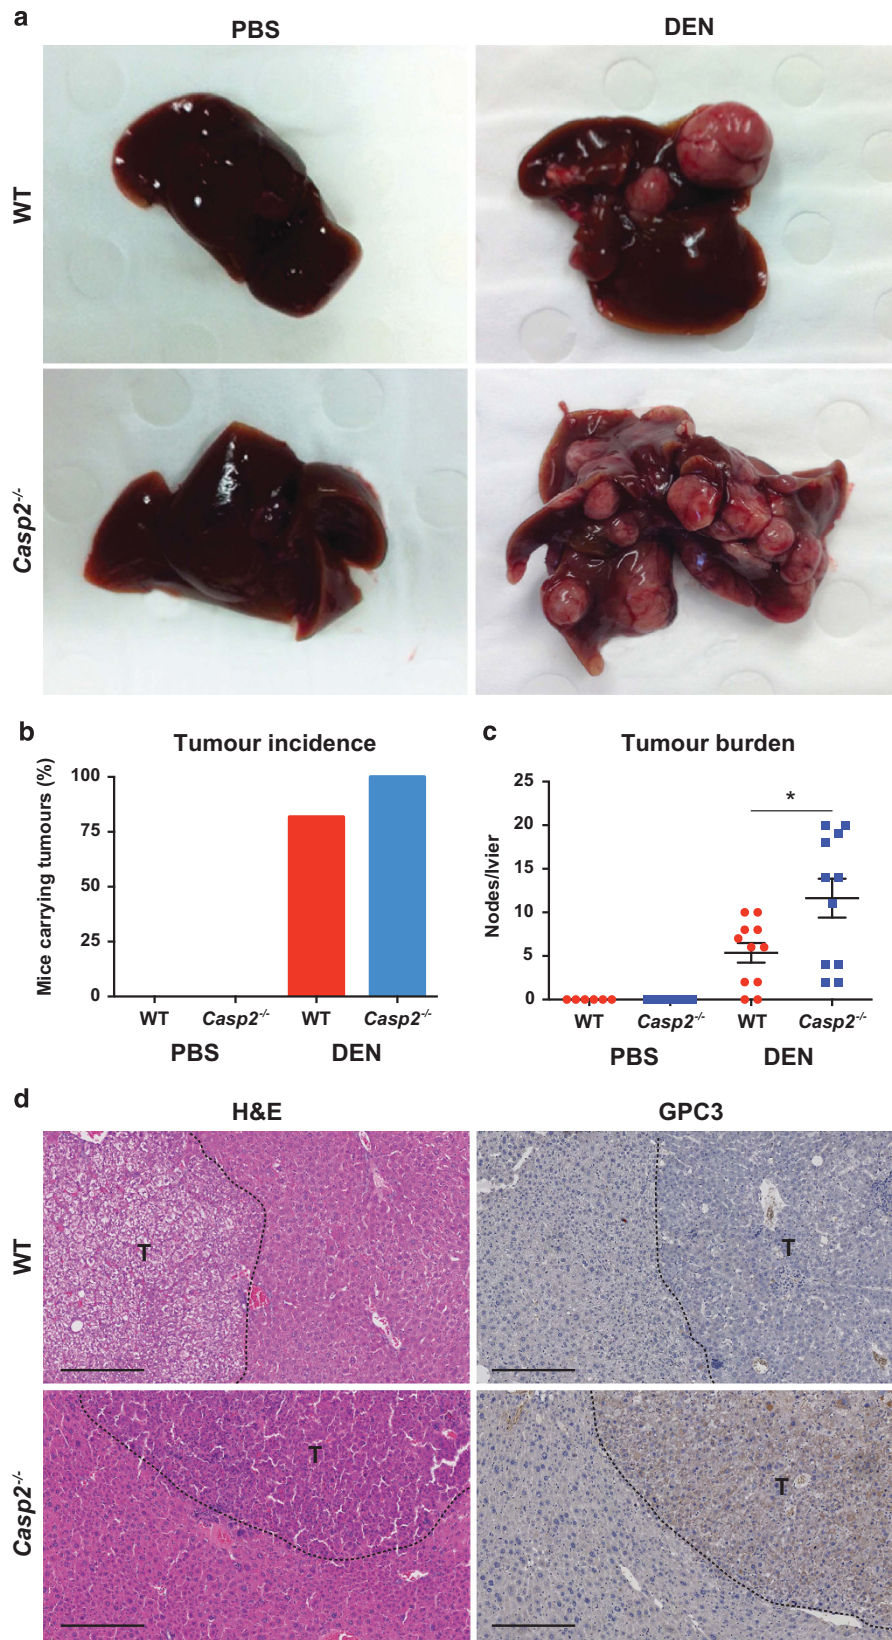 a
PBS
DEN
WT
Casp2-/-
b
Tumour incidence
Mice carrying tumours (%)
100
75
50
25
0
WT
Casp2-/-
WT
Casp2-/-
PBS
DEN
c
Tumour burden
Nodes/lvier
25
20
15
10
5
0
*
WT
Casp2-/-
WT
Casp2-/-
PBS
DEN
d
H&E
GPC3
WT
T
T
Casp2-/-
T
T